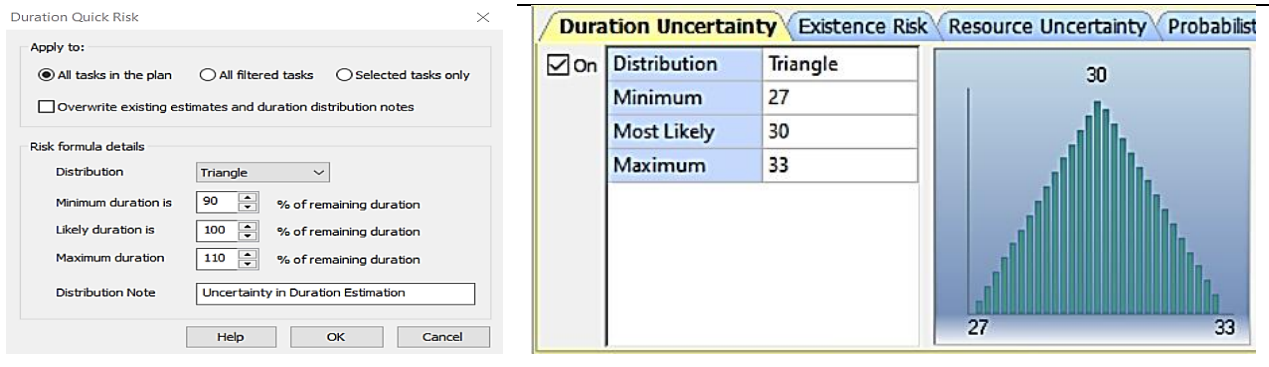 Duration Quick Risk
Apply to:
All tasks in the plan All filtered tasks Selected tasks only
Overwrite existing estimates and duration distribution notes
Risk formula details
Distribution Triangle
Minimum duration is 90 % of remaining duration
Likely duration is 100 % of remaining duration
Maximum duration 110 % of remaining duration
Distribution Note Uncertainty in Duration Estimation
Help OK Cancel
Duration Uncertainty Existence Risk Resource Uncertainty Probabilist
On Distribution Triangle
Minimum 27
Most Likely 30
Maximum 33
30
27 33